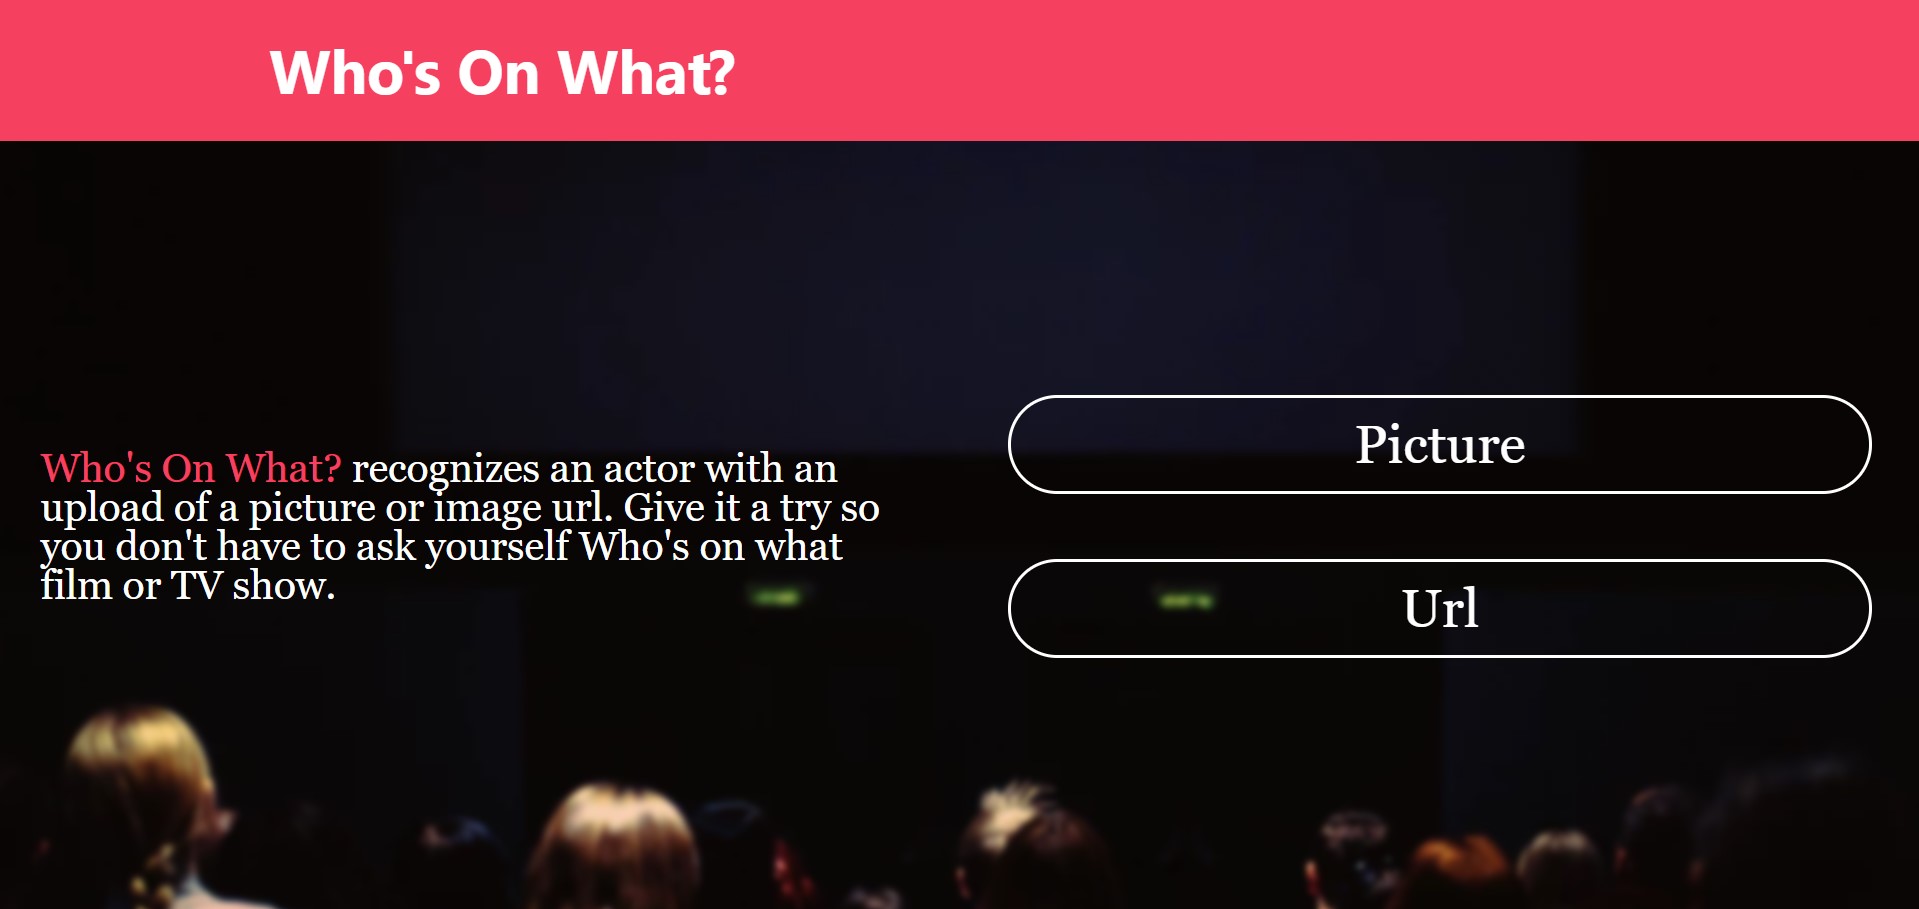 Who's On What?
Who's On What? recognizes an actor with an
upload of a picture or image url. Give it a try so
you don't have to ask yourself Who's on what
film or TV show.
Picture
Url